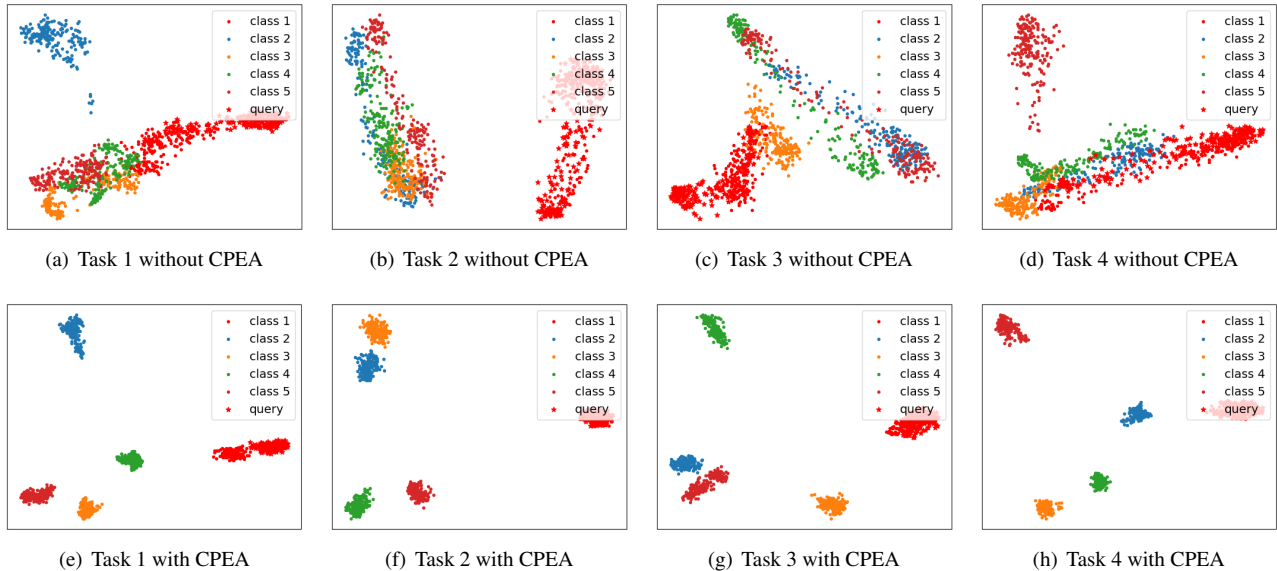 class 1
class 2
class 3
class 4
class 5
query
class 1
class 2
class 3
class 4
class 5
query
class 1
class 2
class 3
class 4
class 5
query
class 1
class 2
class 3
class 4
class 5
query
(a) Task 1 without CPEA
(b) Task 2 without CPEA
(c) Task 3 without CPEA
(d) Task 4 without CPEA
class 1
class 2
class 3
class 4
class 5
query
class 1
class 2
class 3
class 4
class 5
query
class 1
class 2
class 3
class 4
class 5
query
class 1
class 2
class 3
class 4
class 5
query
(e) Task 1 with CPEA
(f) Task 2 with CPEA
(g) Task 3 with CPEA
(h) Task 4 with CPEA